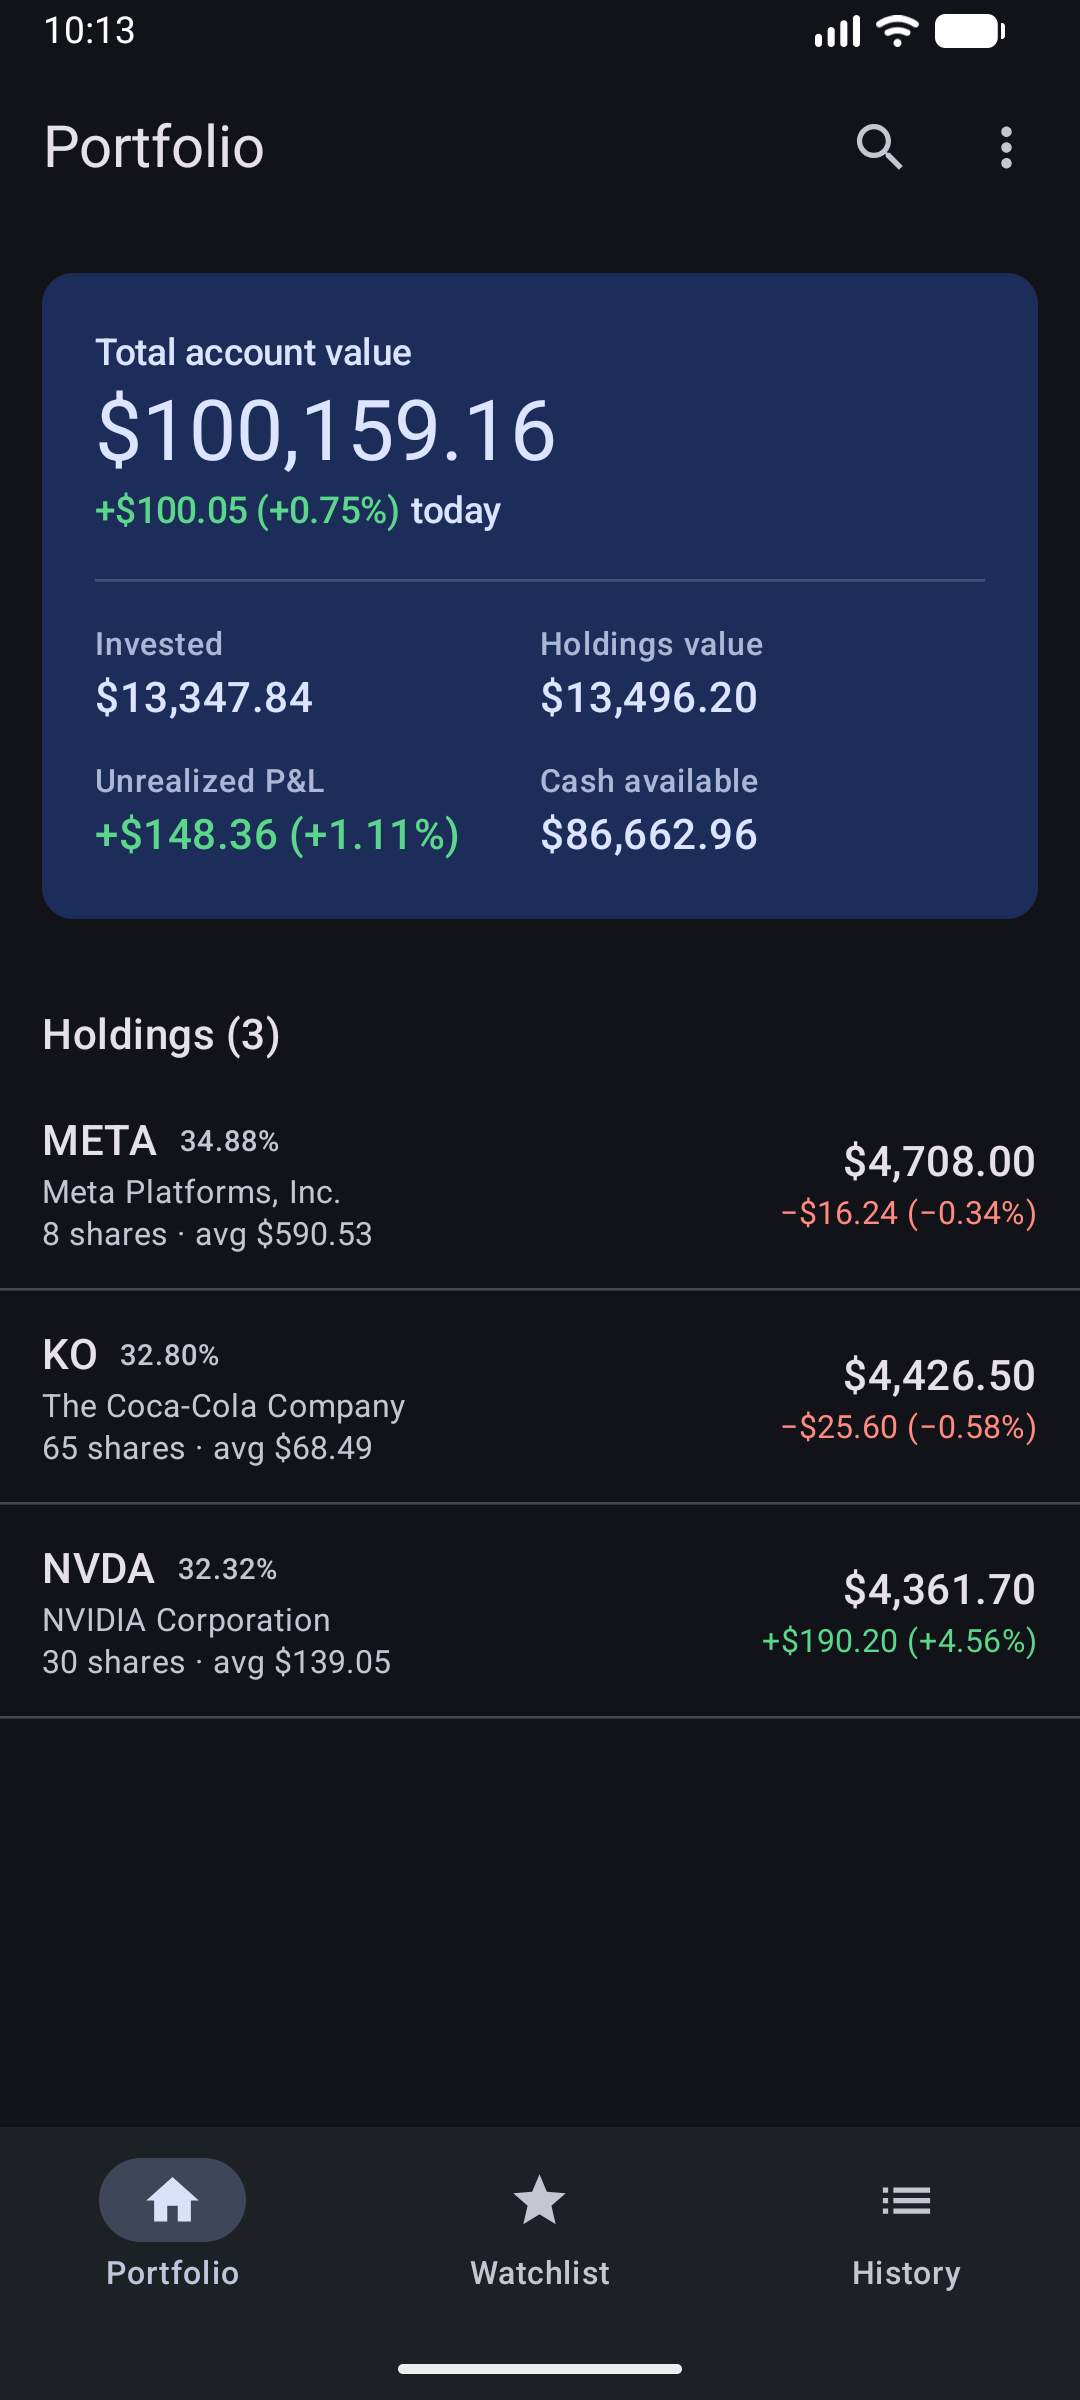 10:13
Portfolio
Total account value
$100,159.16
+$100.05 (+0.75%) today
Invested
$13,347.84
Holdings value
$13,496.20
Unrealized P&L
+$148.36 (+1.11%)
Cash available
$86,662.96
Holdings (3)
META 34.88%
Meta Platforms, Inc.
8 shares · avg $590.53
$4,708.00
−$16.24 (−0.34%)
KO 32.80%
The Coca-Cola Company
65 shares · avg $68.49
$4,426.50
−$25.60 (−0.58%)
NVDA 32.32%
NVIDIA Corporation
30 shares · avg $139.05
$4,361.70
+$190.20 (+4.56%)
Portfolio
Watchlist
History